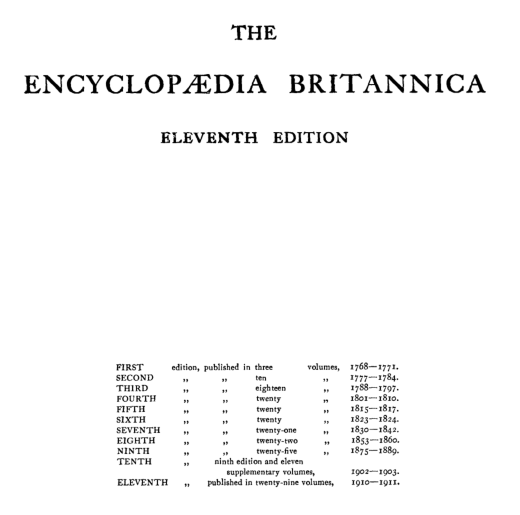 THE
ENCYCLOPÆDIA BRITANNICA
ELEVENTH EDITION
FIRST edition, published in three volumes, 1768—1771.
SECOND ,, ,, ten ,, 1777—1784.
THIRD ,, ,, eighteen ,, 1788—1797.
FOURTH ,, ,, twenty ,, 1801—1810.
FIFTH ,, ,, twenty ,, 1815—1817.
SIXTH ,, ,, twenty ,, 1823—1824.
SEVENTH ,, ,, twenty-one ,, 1830—1842.
EIGHTH ,, ,, twenty-two ,, 1853—1860.
NINTH ,, ,, twenty-five ,, 1875—1889.
TENTH ,, ninth edition and eleven
supplementary volumes, 1902—1903.
ELEVENTH ,, published in twenty-nine volumes, 1910—1911.